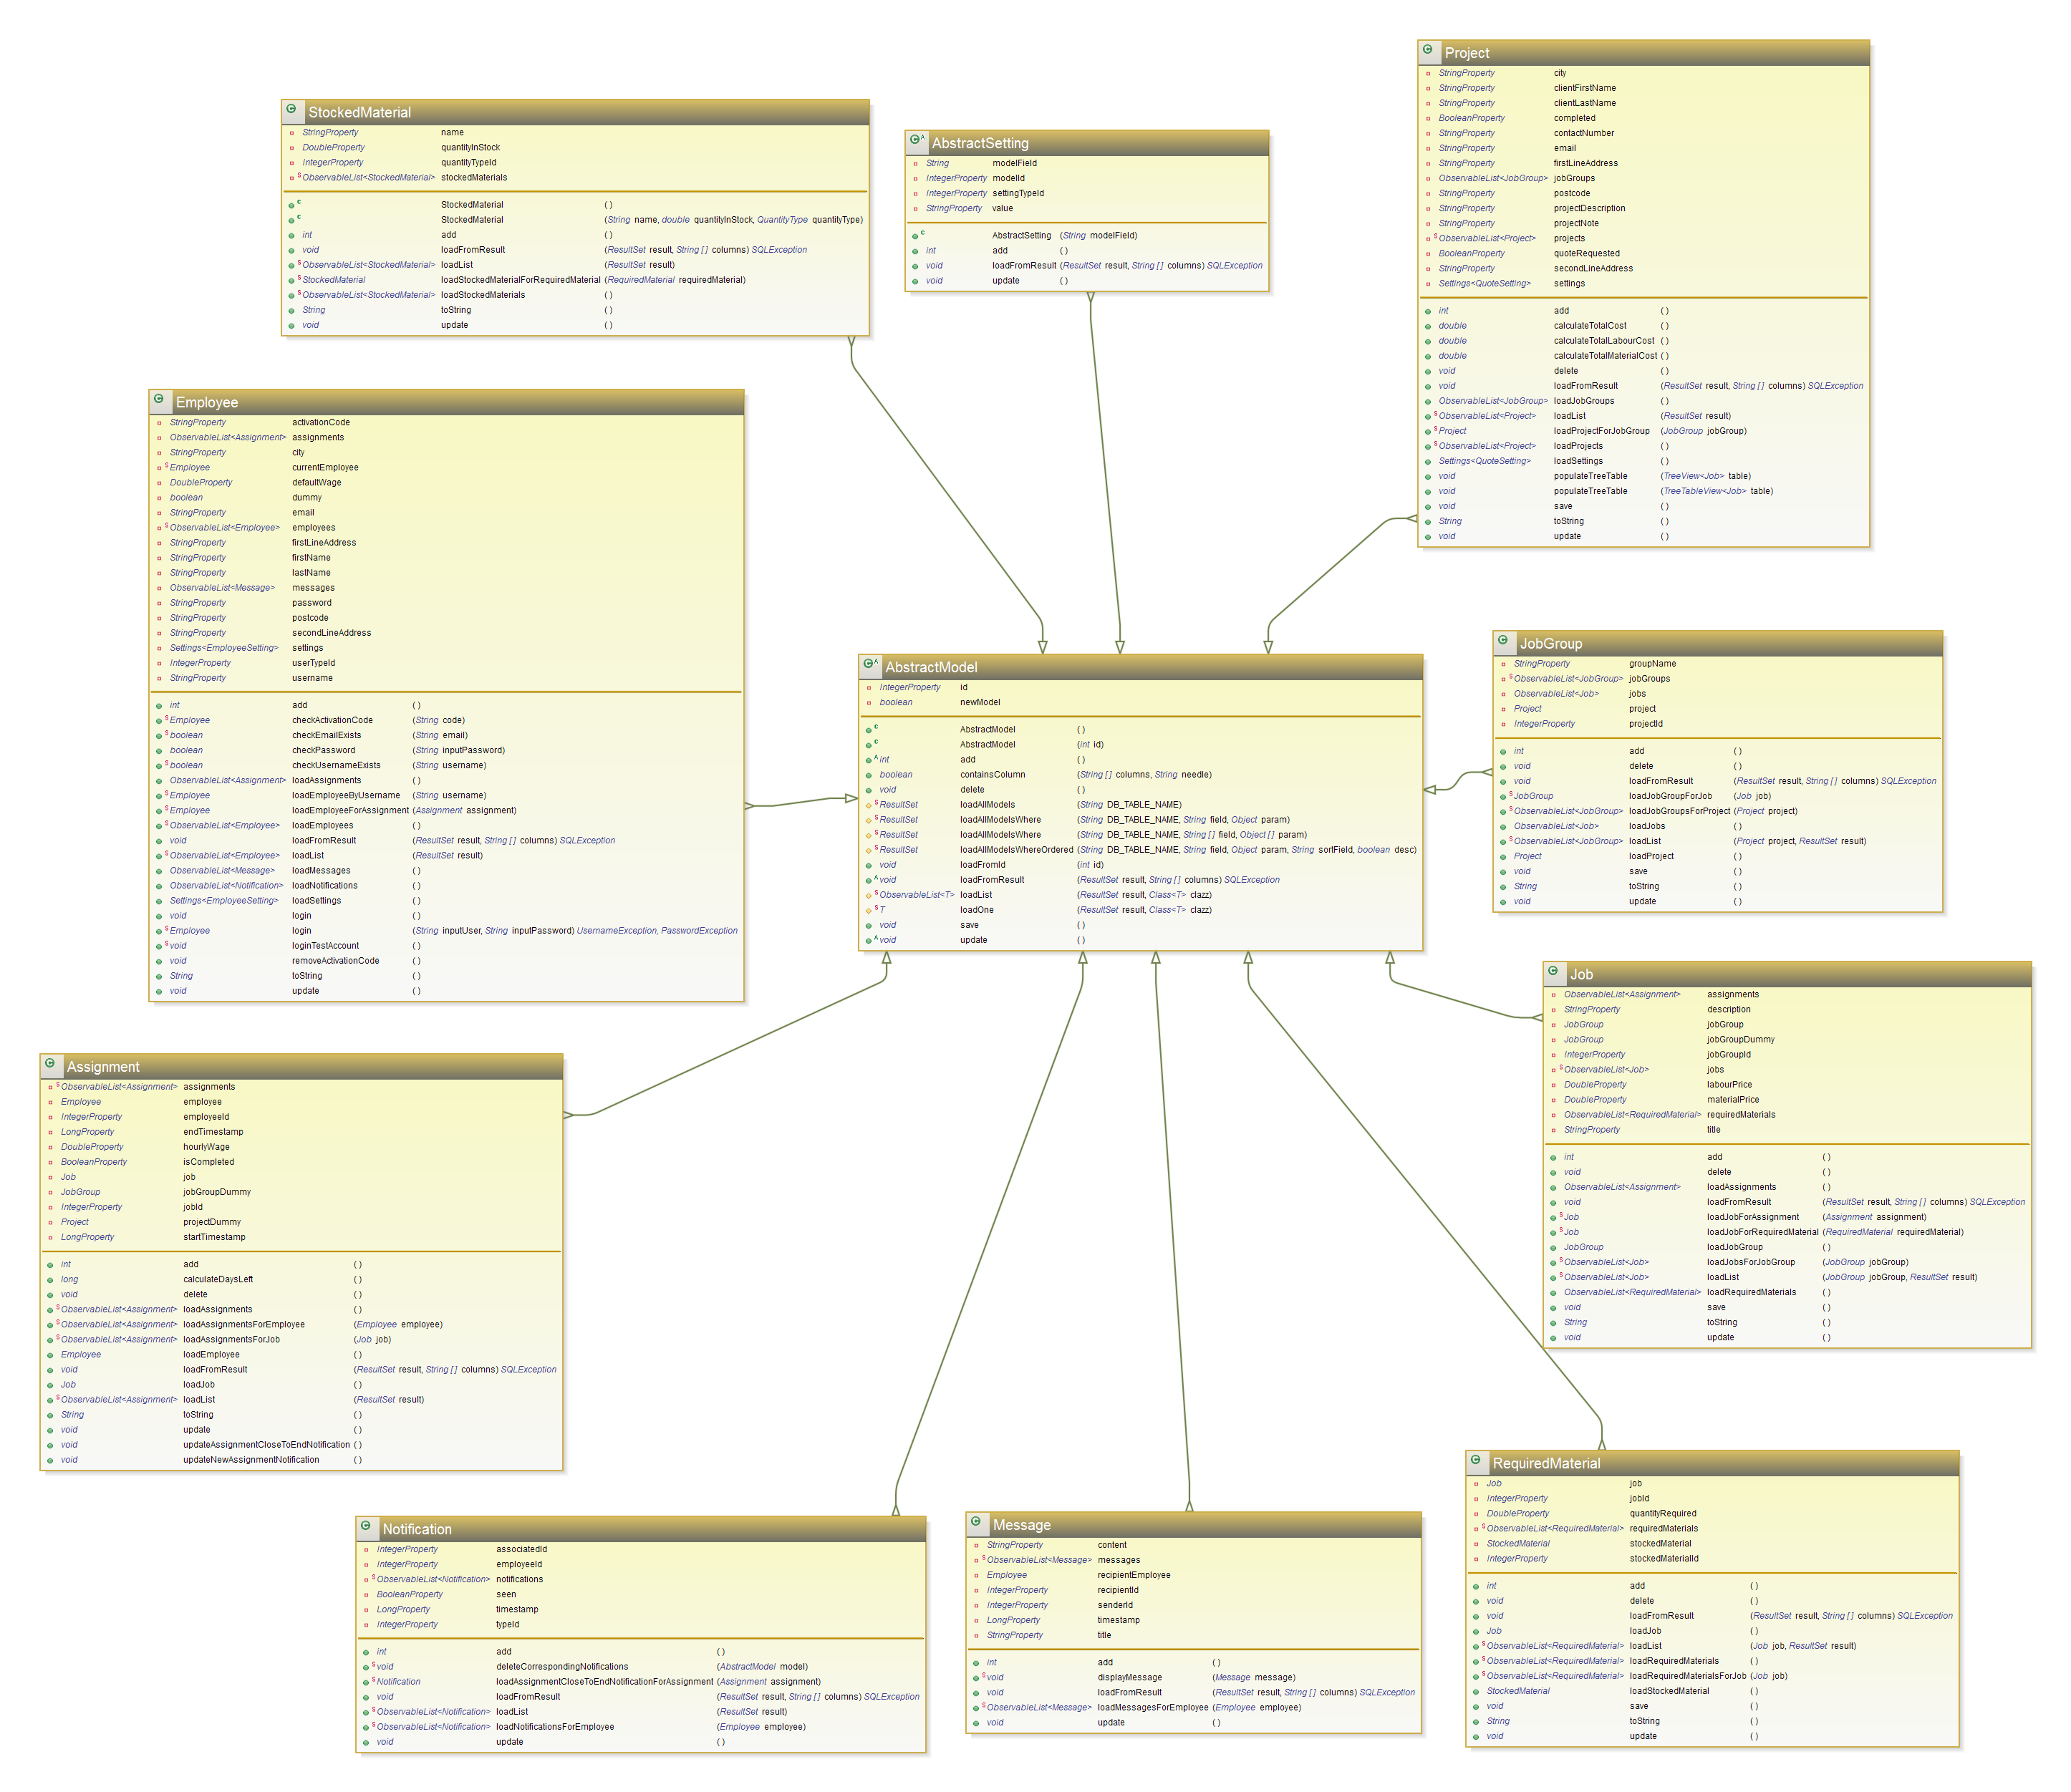 Project
StringProperty city
StringProperty clientFirstName
StringProperty clientLastName
BooleanProperty completed
StringProperty contactNumber
StringProperty email
StringProperty firstLineAddress
ObservableList<JobGroup> jobGroups
StringProperty postcode
StringProperty projectDescription
StringProperty projectNote
S ObservableList<Project> projects
BooleanProperty quoteRequested
StringProperty secondLineAddress
Settings<QuoteSetting> settings
int add ( )
double calculateTotalCost ( )
double calculateTotalLabourCost ( )
double calculateTotalMaterialCost ( )
void delete ( )
void loadFromResult (ResultSet result, String[] columns) SQLException
ObservableList<JobGroup> loadJobGroups ( )
S ObservableList<Project> loadList (ResultSet result)
S Project loadProjectForJobGroup (JobGroup jobGroup)
S ObservableList<Project> loadProjects ( )
Settings<QuoteSetting> loadSettings ( )
void populateTreeTable (TreeView<Job> table)
void populateTreeTable (TreeTableView<Job> table)
void save ( )
String toString ( )
void update ( )
StockedMaterial
StringProperty name
DoubleProperty quantityInStock
IntegerProperty quantityTypeId
S ObservableList<StockedMaterial> stockedMaterials
C StockedMaterial ( )
C StockedMaterial (String name, double quantityInStock, QuantityType quantityType)
int add ( )
void loadFromResult (ResultSet result, String[] columns) SQLException
S ObservableList<StockedMaterial> loadList (ResultSet result)
S StockedMaterial loadStockedMaterialForRequiredMaterial (RequiredMaterial requiredMaterial)
S ObservableList<StockedMaterial> loadStockedMaterials ( )
String toString ( )
void update ( )
AbstractSetting
String modelField
IntegerProperty modelId
IntegerProperty settingTypeId
StringProperty value
C AbstractSetting (String modelField)
int add ( )
void loadFromResult (ResultSet result, String[] columns) SQLException
void update ( )
Employee
StringProperty activationCode
ObservableList<Assignment> assignments
StringProperty city
S Employee currentEmployee
DoubleProperty defaultWage
boolean dummy
StringProperty email
S ObservableList<Employee> employees
StringProperty firstLineAddress
StringProperty firstName
StringProperty lastName
ObservableList<Message> messages
StringProperty password
StringProperty postcode
StringProperty secondLineAddress
Settings<EmployeeSetting> settings
IntegerProperty userTypeId
StringProperty username
int add ( )
S Employee checkActivationCode (String code)
S boolean checkEmailExists (String email)
boolean checkPassword (String inputPassword)
S boolean checkUsernameExists (String username)
ObservableList<Assignment> loadAssignments ( )
S Employee loadEmployeeByUsername (String username)
S Employee loadEmployeeForAssignment (Assignment assignment)
S ObservableList<Employee> loadEmployees ( )
void loadFromResult (ResultSet result, String[] columns) SQLException
S ObservableList<Employee> loadList (ResultSet result)
ObservableList<Message> loadMessages ( )
ObservableList<Notification> loadNotifications ( )
Settings<EmployeeSetting> loadSettings ( )
void login ( )
S Employee login (String inputUser, String inputPassword) UsernameException, PasswordException
S void loginTestAccount ( )
void removeActivationCode ( )
String toString ( )
void update ( )
AbstractModel
IntegerProperty id
boolean newModel
C AbstractModel ( )
C AbstractModel (int id)
A int add ( )
boolean containsColumn (String[] columns, String needle)
void delete ( )
S ResultSet loadAllModels (String DB_TABLE_NAME)
S ResultSet loadAllModelsWhere (String DB_TABLE_NAME, String field, Object param)
S ResultSet loadAllModelsWhere (String DB_TABLE_NAME, String[] field, Object[] param)
S ResultSet loadAllModelsWhereOrdered (String DB_TABLE_NAME, String field, Object param, String sortField, boolean desc)
void loadFromId (int id)
A void loadFromResult (ResultSet result, String[] columns) SQLException
S ObservableList<T> loadList (ResultSet result, Class<T> clazz)
S T loadOne (ResultSet result, Class<T> clazz)
void save ( )
A void update ( )
JobGroup
StringProperty groupName
S ObservableList<JobGroup> jobGroups
ObservableList<Job> jobs
Project project
IntegerProperty projectId
int add ( )
void delete ( )
void loadFromResult (ResultSet result, String[] columns) SQLException
S JobGroup loadJobGroupForJob (Job job)
S ObservableList<JobGroup> loadJobGroupsForProject (Project project)
ObservableList<Job> loadJobs ( )
S ObservableList<JobGroup> loadList (Project project, ResultSet result)
Project loadProject ( )
void save ( )
String toString ( )
void update ( )
Job
ObservableList<Assignment> assignments
StringProperty description
JobGroup jobGroup
JobGroup jobGroupDummy
IntegerProperty jobGroupId
S ObservableList<Job> jobs
DoubleProperty labourPrice
DoubleProperty materialPrice
ObservableList<RequiredMaterial> requiredMaterials
StringProperty title
int add ( )
void delete ( )
ObservableList<Assignment> loadAssignments ( )
void loadFromResult (ResultSet result, String[] columns) SQLException
S Job loadJobForAssignment (Assignment assignment)
S Job loadJobForRequiredMaterial (RequiredMaterial requiredMaterial)
JobGroup loadJobGroup ( )
S ObservableList<Job> loadJobsForJobGroup (JobGroup jobGroup)
S ObservableList<Job> loadList (JobGroup jobGroup, ResultSet result)
ObservableList<RequiredMaterial> loadRequiredMaterials ( )
void save ( )
String toString ( )
void update ( )
Assignment
S ObservableList<Assignment> assignments
Employee employee
IntegerProperty employeeId
LongProperty endTimestamp
DoubleProperty hourlyWage
BooleanProperty isCompleted
Job job
JobGroup jobGroupDummy
IntegerProperty jobId
Project projectDummy
LongProperty startTimestamp
int add ( )
long calculateDaysLeft ( )
void delete ( )
S ObservableList<Assignment> loadAssignments ( )
S ObservableList<Assignment> loadAssignmentsForEmployee (Employee employee)
S ObservableList<Assignment> loadAssignmentsForJob (Job job)
Employee loadEmployee ( )
void loadFromResult (ResultSet result, String[] columns) SQLException
Job loadJob ( )
S ObservableList<Assignment> loadList (ResultSet result)
String toString ( )
void update ( )
void updateAssignmentCloseToEndNotification ( )
void updateNewAssignmentNotification ( )
Notification
IntegerProperty associatedId
IntegerProperty employeeId
S ObservableList<Notification> notifications
BooleanProperty seen
LongProperty timestamp
IntegerProperty typeId
int add ( )
S void deleteCorrespondingNotifications (AbstractModel model)
S Notification loadAssignmentCloseToEndNotificationForAssignment (Assignment assignment)
void loadFromResult (ResultSet result, String[] columns) SQLException
S ObservableList<Notification> loadList (ResultSet result)
S ObservableList<Notification> loadNotificationsForEmployee (Employee employee)
void update ( )
Message
StringProperty content
S ObservableList<Message> messages
Employee recipientEmployee
IntegerProperty recipientId
IntegerProperty senderId
LongProperty timestamp
StringProperty title
int add ( )
S void displayMessage (Message message)
void loadFromResult (ResultSet result, String[] columns) SQLException
S ObservableList<Message> loadMessagesForEmployee (Employee employee)
void update ( )
RequiredMaterial
Job job
IntegerProperty jobId
DoubleProperty quantityRequired
S ObservableList<RequiredMaterial> requiredMaterials
StockedMaterial stockedMaterial
IntegerProperty stockedMaterialId
int add ( )
void delete ( )
void loadFromResult (ResultSet result, String[] columns) SQLException
Job loadJob ( )
S ObservableList<RequiredMaterial> loadList (Job job, ResultSet result)
S ObservableList<RequiredMaterial> loadRequiredMaterials ( )
S ObservableList<RequiredMaterial> loadRequiredMaterialsForJob (Job job)
StockedMaterial loadStockedMaterial ( )
void save ( )
String toString ( )
void update ( )